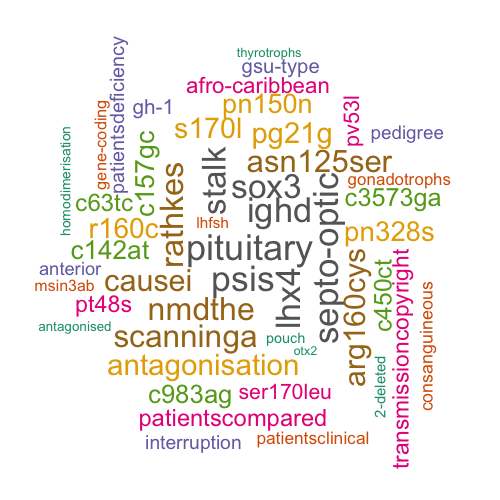 thyrotrophs
gsu-type
afro-caribbean
gh-1
pn150n
pv53l
s170l
pg21g
pedigree
patientsdeficiency
gene-coding
homodimerisation
c157gc
stalk
asn125ser
gonadotrophs
sox3
c63tc
rathkes
ighd
septo-optic
c3573ga
lhfsh
r160c
pn328s
c142at
pituitary
anterior
msin3ab
causei
psis
lhx4
arg160cys
c450ct
transmissioncopyright
consanguineous
pt48s
nmdthe
antagonised
scanninga
pouch
otx2
antagonisation
2-deleted
c983ag
ser170leu
patientscompared
interruption
patientsclinical